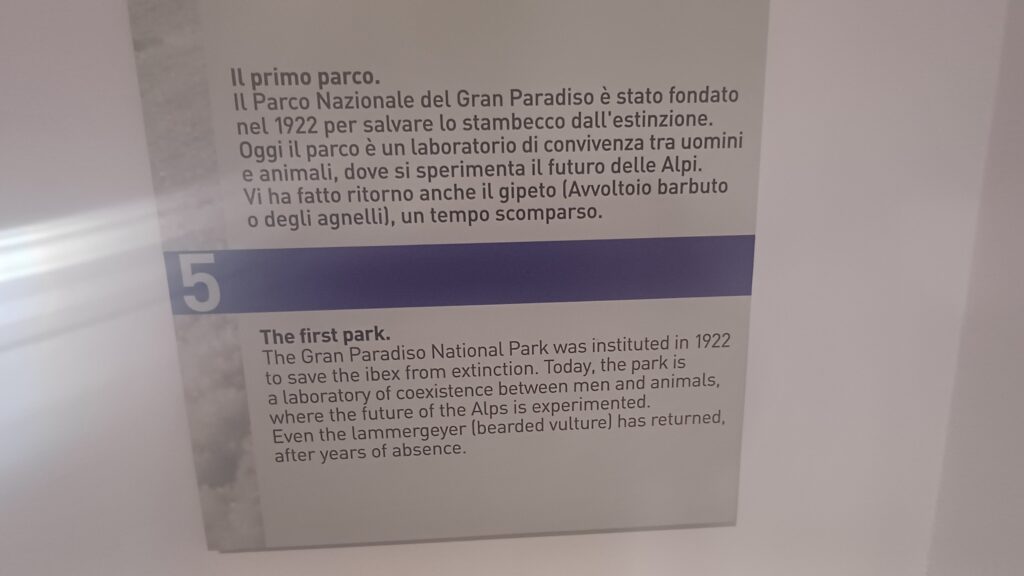 Il primo parco.
Il Parco Nazionale del Gran Paradiso è stato fondato
nel 1922 per salvare lo stambecco dall'estinzione.
Oggi il parco è un laboratorio di convivenza tra uomini
e animali, dove si sperimenta il futuro delle Alpi.
Vi ha fatto ritorno anche il gipeto (Avvoltoio barbuto
o degli agnelli), un tempo scomparso.
5
The first park.
The Gran Paradiso National Park was instituted in 1922
to save the ibex from extinction. Today, the park is
a laboratory of coexistence between men and animals,
where the future of the Alps is experimented.
Even the lammergeyer (bearded vulture) has returned,
after years of absence.